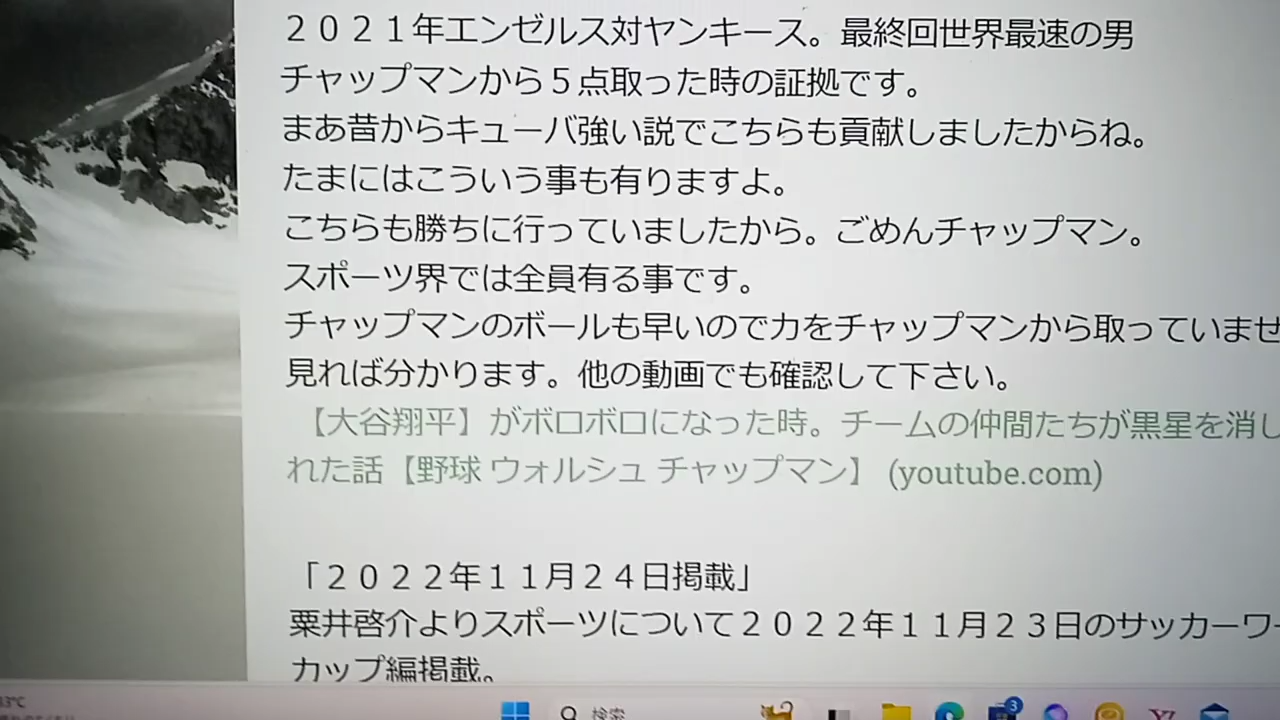 ２０２１年エンゼルス対ヤンキース。最終回世界最速の男
チャップマンから５点取った時の証拠です。
まあ昔からキューバ強い説でこちらも貢献しましたからね。
たまにはこういう事も有りますよ。
こちらも勝ちに行っていましたから。ごめんチャップマン。
スポーツ界では全員有る事です。
チャップマンのボールも早いので力をチャップマンから取っていませ
見れば分かります。他の動画でも確認して下さい。
【大谷翔平】がボロボロになった時。チームの仲間たちが黒星を消し
れた話【野球 ウォルシュ チャップマン】 (youtube.com)
「２０２２年１１月２４日掲載」
粟井啓介よりスポーツについて２０２２年１１月２３日のサッカーワー
カップ編掲載。
検索
3